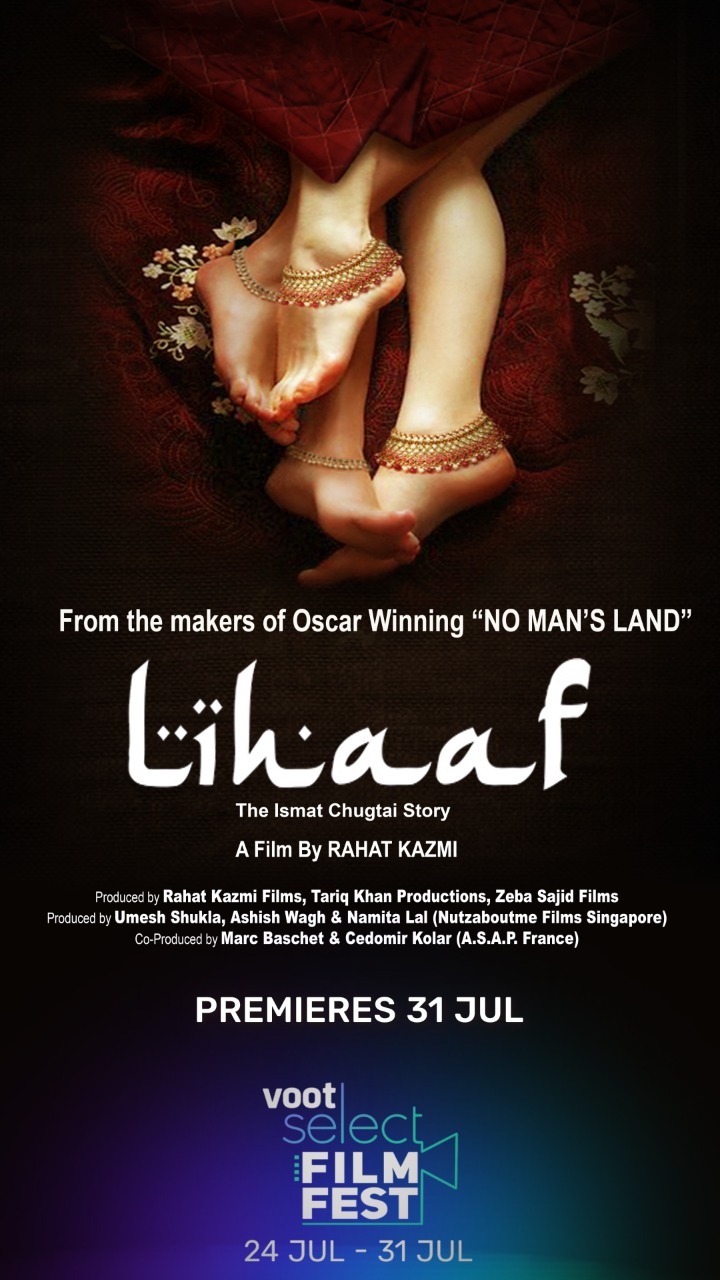 From the makers of Oscar Winning “NO MAN’S LAND”
Lihaaf
The Ismat Chugtai Story
A Film By RAHAT KAZMI
Produced by Rahat Kazmi Films, Tariq Khan Productions, Zeba Sajid Films
Produced by Umesh Shukla, Ashish Wagh & Namita Lal (Nutzaboutme Films Singapore)
Co-Produced by Marc Baschet & Cedomir Kolar (A.S.A.P. France)
PREMIERES 31 JUL
voot
select
FILM
FEST
24 JUL - 31 JUL